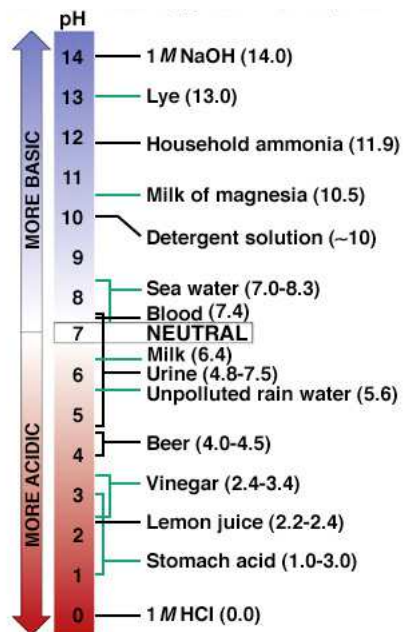 pH
14
1 M NaOH (14.0)
13
Lye (13.0)
12
Household ammonia (11.9)
11
Milk of magnesia (10.5)
10
Detergent solution (~10)
9
Sea water (7.0-8.3)
8
Blood (7.4)
7
NEUTRAL
Milk (6.4)
6
Urine (4.8-7.5)
Unpolluted rain water (5.6)
5
Beer (4.0-4.5)
4
Vinegar (2.4-3.4)
3
Lemon juice (2.2-2.4)
2
Stomach acid (1.0-3.0)
1
0
1 M HCl (0.0)
MORE BASIC
MORE ACIDIC